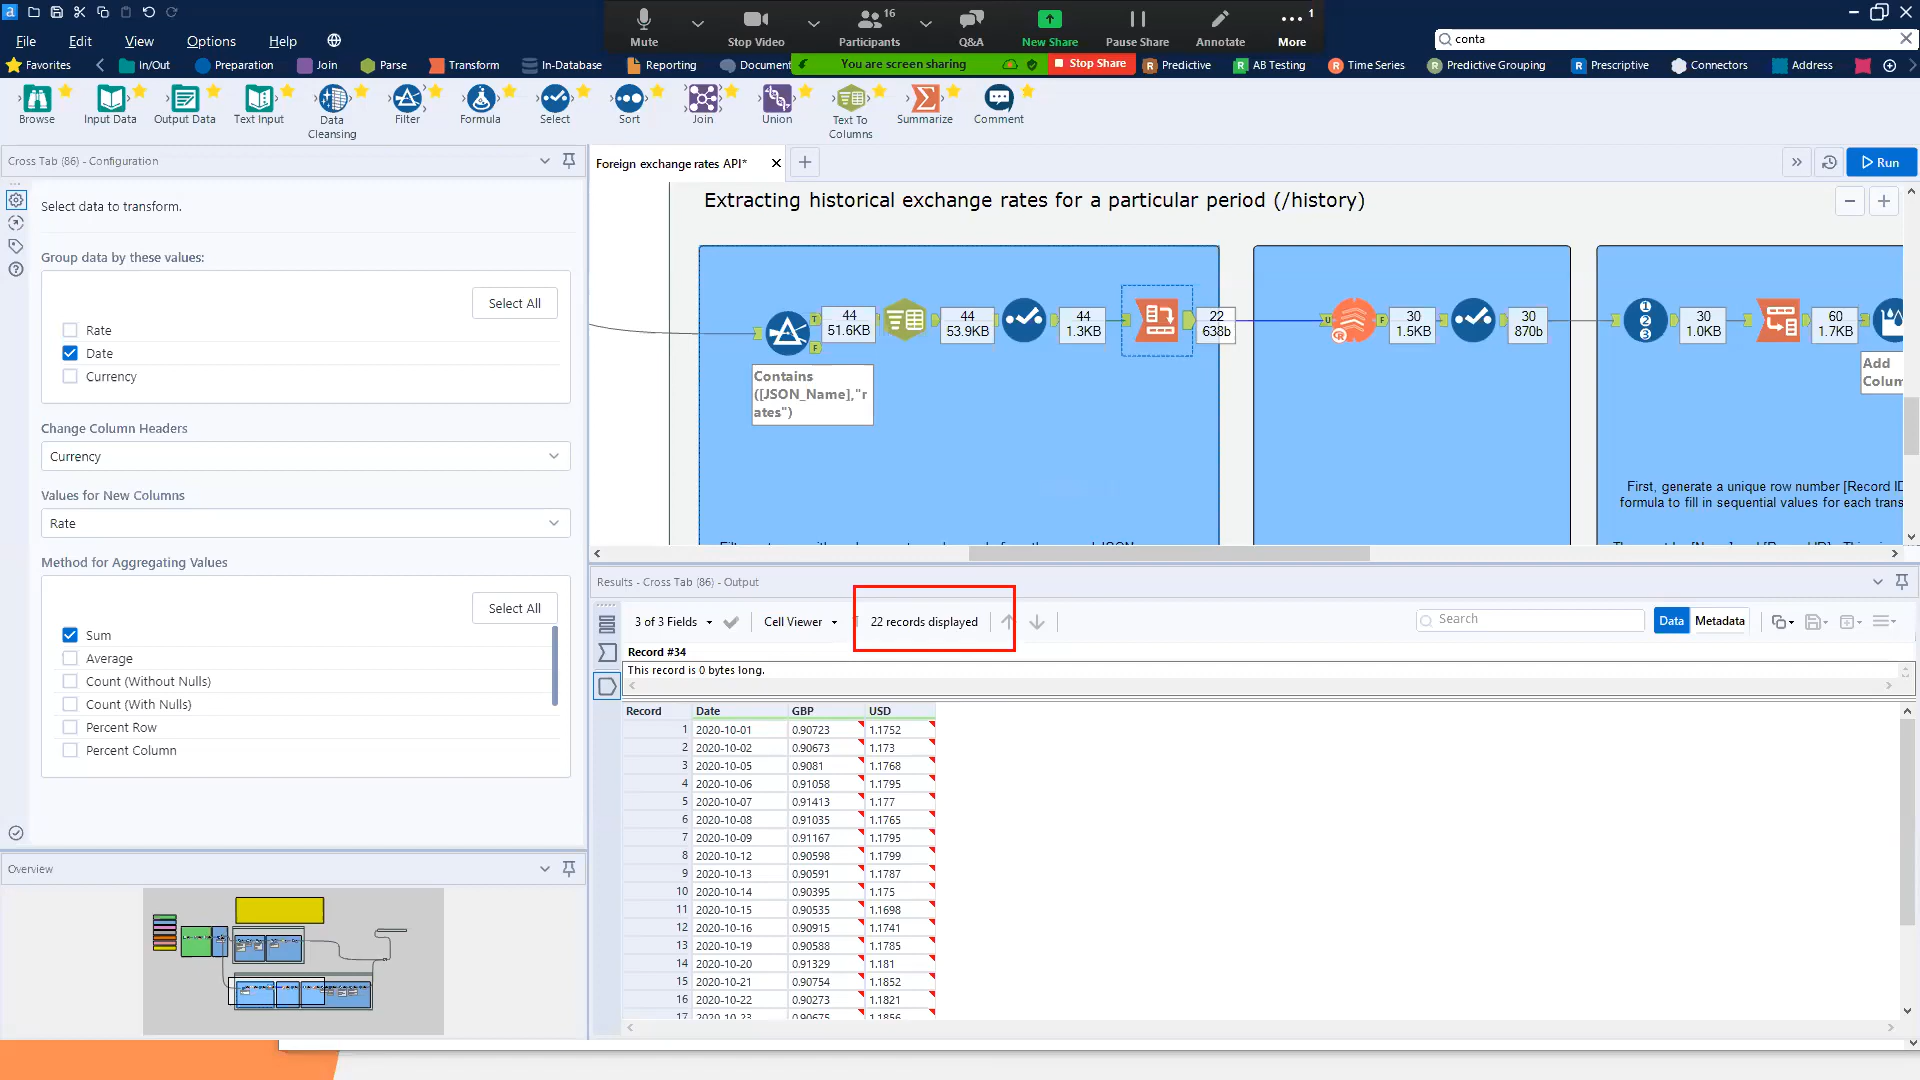 16
1
Mute
Stop Video
Participants
Q&A
New Share
Pause Share
Annotate
More
File
Edit
View
Options
Help
conta
You are screen sharing
Stop Share
Favorites
In/Out
Preparation
Join
Parse
Transform
In-Database
Reporting
Document
Predictive
AB Testing
Time Series
Predictive Grouping
Prescriptive
Connectors
Address
Browse
Input Data
Output Data
Text Input
Data
Cleansing
Filter
Formula
Select
Sort
Join
Union
Text To
Columns
Summarize
Comment
Cross Tab (86) - Configuration
Select data to transform.
Group data by these values:
Select All
Rate
Date
Currency
Change Column Headers
Currency
Values for New Columns
Rate
Method for Aggregating Values
Select All
Sum
Average
Count (Without Nulls)
Count (With Nulls)
Percent Row
Percent Column
Overview
Foreign exchange rates API*
Run
Extracting historical exchange rates for a particular period (/history)
44
51.6KB
44
53.9KB
44
1.3KB
22
638b
30
1.5KB
30
870b
1
2
3
30
1.0KB
60
1.7KB
Contains
([JSON_Name],"r
ates")
Add
Colum
First, generate a unique row number [Record ID
formula to fill in sequential values for each trans
Results - Cross Tab (86) - Output
3 of 3 Fields
Cell Viewer
22 records displayed
Search
Data
Metadata
Record #34
This record is 0 bytes long.
Record Date GBP USD
1 2020-10-01 0.90723 1.1752
2 2020-10-02 0.90673 1.173
3 2020-10-05 0.9081 1.1768
4 2020-10-06 0.91058 1.1795
5 2020-10-07 0.91413 1.177
6 2020-10-08 0.91035 1.1765
7 2020-10-09 0.91167 1.1795
8 2020-10-12 0.90598 1.1799
9 2020-10-13 0.90591 1.1787
10 2020-10-14 0.90395 1.175
11 2020-10-15 0.90535 1.1698
12 2020-10-16 0.90915 1.1741
13 2020-10-19 0.90588 1.1785
14 2020-10-20 0.91329 1.181
15 2020-10-21 0.90754 1.1852
16 2020-10-22 0.90273 1.1821
17 2020-10-23 0.90675 1.1856